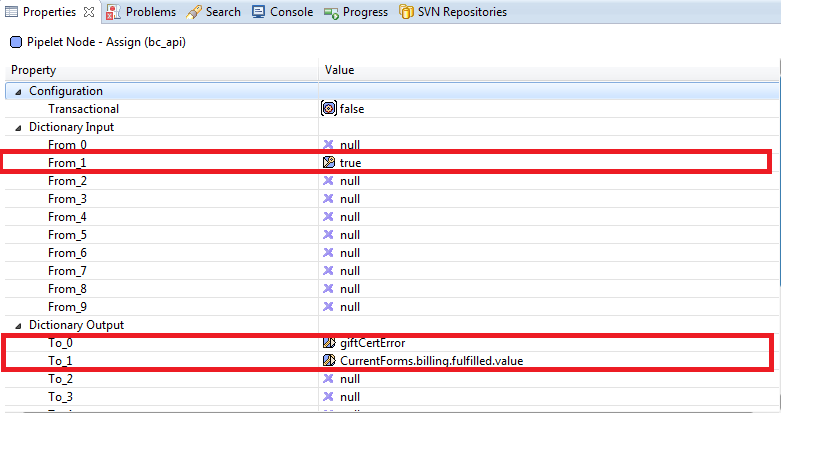 Properties Problems Search Console Progress SVN Repositories
Pipelet Node - Assign (bc_api)
Property Value
Configuration
Transactional false
Dictionary Input
From_0 null
From_1 true
From_2 null
From_3 null
From_4 null
From_5 null
From_6 null
From_7 null
From_8 null
From_9 null
Dictionary Output
To_0 giftCertError
To_1 CurrentForms.billing.fulfilled.value
To_2 null
To_3 null